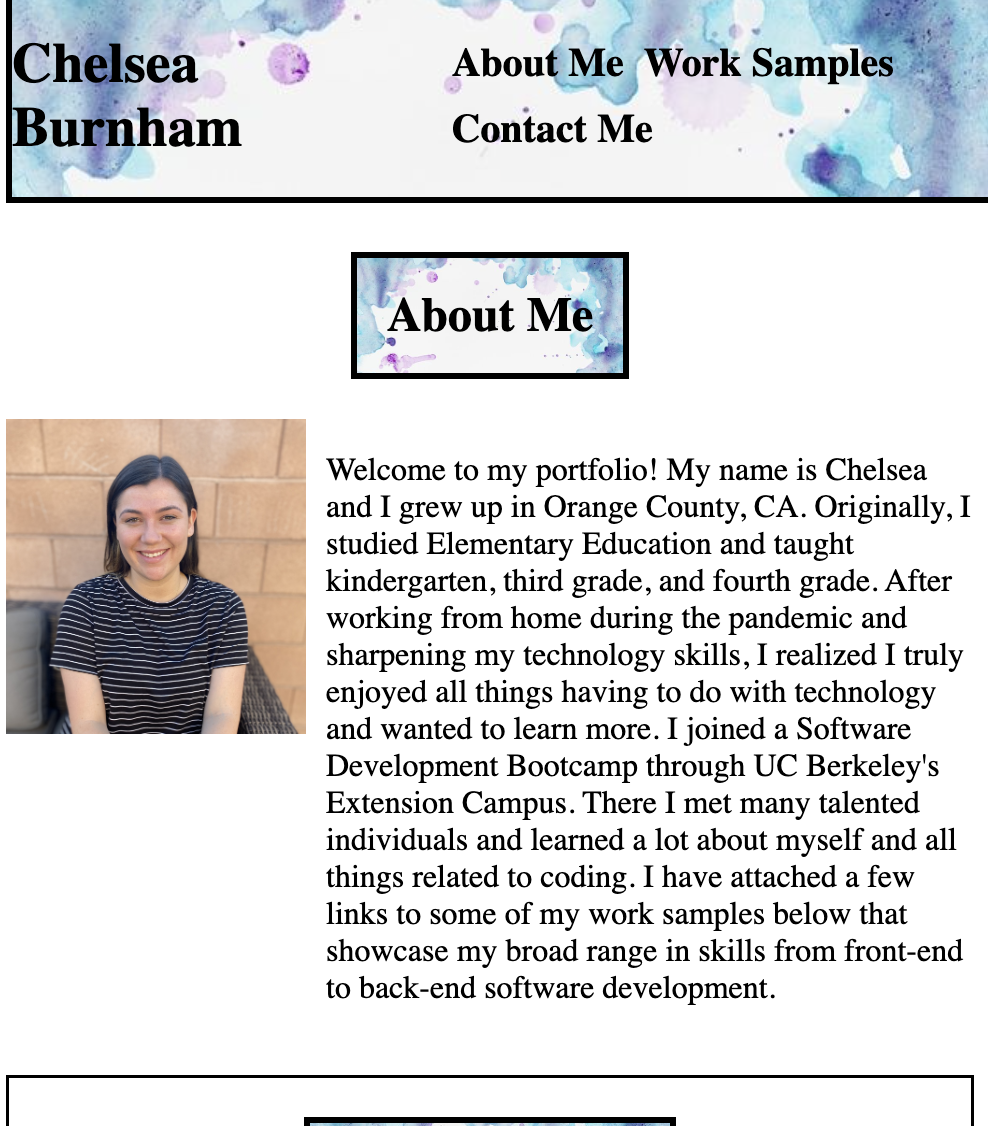 Chelsea
Burnham
About Me Work Samples
Contact Me
About Me
Welcome to my portfolio! My name is Chelsea
and I grew up in Orange County, CA. Originally, I
studied Elementary Education and taught
kindergarten, third grade, and fourth grade. After
working from home during the pandemic and
sharpening my technology skills, I realized I truly
enjoyed all things having to do with technology
and wanted to learn more. I joined a Software
Development Bootcamp through UC Berkeley's
Extension Campus. There I met many talented
individuals and learned a lot about myself and all
things related to coding. I have attached a few
links to some of my work samples below that
showcase my broad range in skills from front-end
to back-end software development.